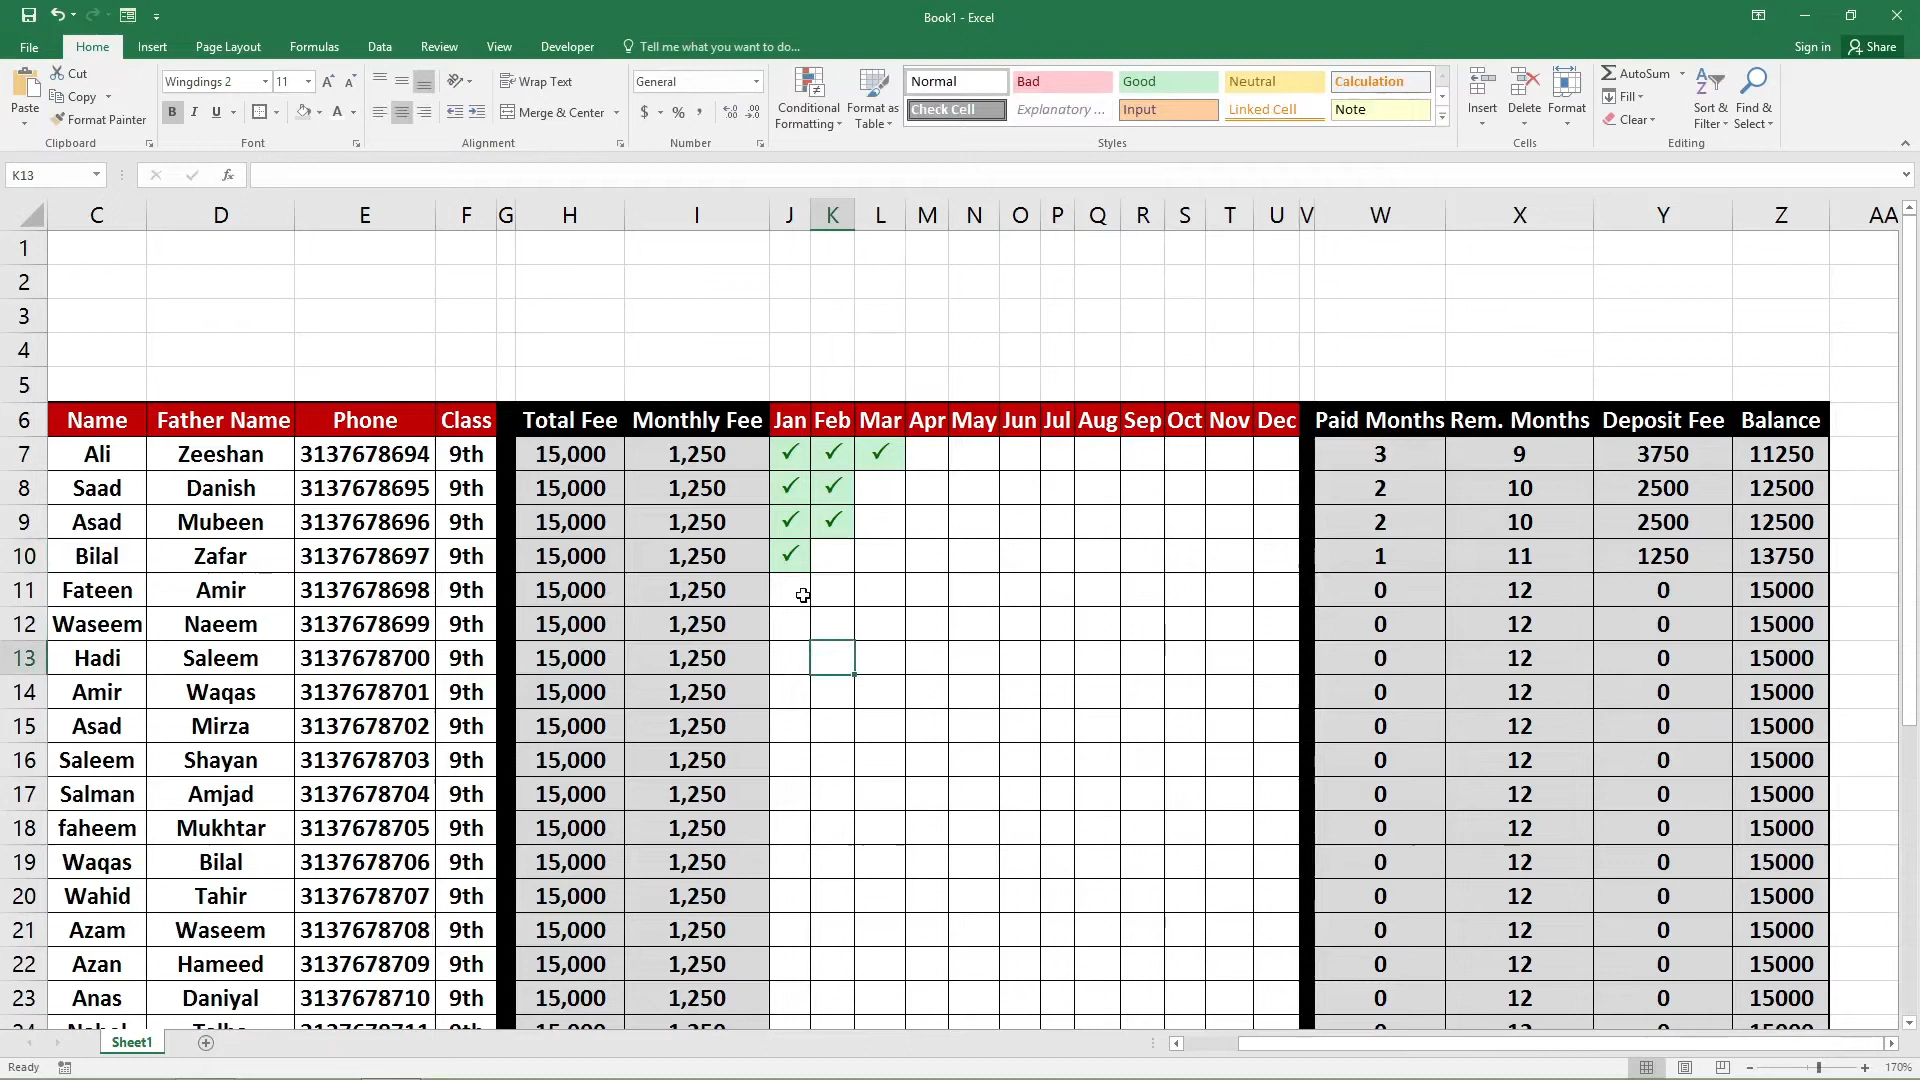 Book1 - Excel
File Home Insert Page Layout Formulas Data Review View Developer Tell me what you want to do... Sign in Share
Paste Cut Copy Format Painter Clipboard
Wingdings 2 11 A A B I U A Font
Wrap Text Merge & Center Alignment
General $ % , Number
Conditional Formatting Format as Table Normal Bad Good Neutral Calculation
Check Cell Explanatory ... Input Linked Cell Note Styles
Insert Delete Format Cells
AutoSum Fill Clear Sort & Filter Find & Select Editing
K13 fx
C D E F G H I J K L M N O P Q R S T U V W X Y Z AA
1
2
3
4
5
6 Name Father Name Phone Class Total Fee Monthly Fee Jan Feb Mar Apr May Jun Jul Aug Sep Oct Nov Dec Paid Months Rem. Months Deposit Fee Balance
7 Ali Zeeshan 3137678694 9th 15,000 1,250 ✓ ✓ ✓ 3 9 3750 11250
8 Saad Danish 3137678695 9th 15,000 1,250 ✓ ✓ 2 10 2500 12500
9 Asad Mubeen 3137678696 9th 15,000 1,250 ✓ ✓ 2 10 2500 12500
10 Bilal Zafar 3137678697 9th 15,000 1,250 ✓ 1 11 1250 13750
11 Fateen Amir 3137678698 9th 15,000 1,250 0 12 0 15000
12 Waseem Naeem 3137678699 9th 15,000 1,250 0 12 0 15000
13 Hadi Saleem 3137678700 9th 15,000 1,250 0 12 0 15000
14 Amir Waqas 3137678701 9th 15,000 1,250 0 12 0 15000
15 Asad Mirza 3137678702 9th 15,000 1,250 0 12 0 15000
16 Saleem Shayan 3137678703 9th 15,000 1,250 0 12 0 15000
17 Salman Amjad 3137678704 9th 15,000 1,250 0 12 0 15000
18 faheem Mukhtar 3137678705 9th 15,000 1,250 0 12 0 15000
19 Waqas Bilal 3137678706 9th 15,000 1,250 0 12 0 15000
20 Wahid Tahir 3137678707 9th 15,000 1,250 0 12 0 15000
21 Azam Waseem 3137678708 9th 15,000 1,250 0 12 0 15000
22 Azan Hameed 3137678709 9th 15,000 1,250 0 12 0 15000
23 Anas Daniyal 3137678710 9th 15,000 1,250 0 12 0 15000
Sheet1
Ready 170%